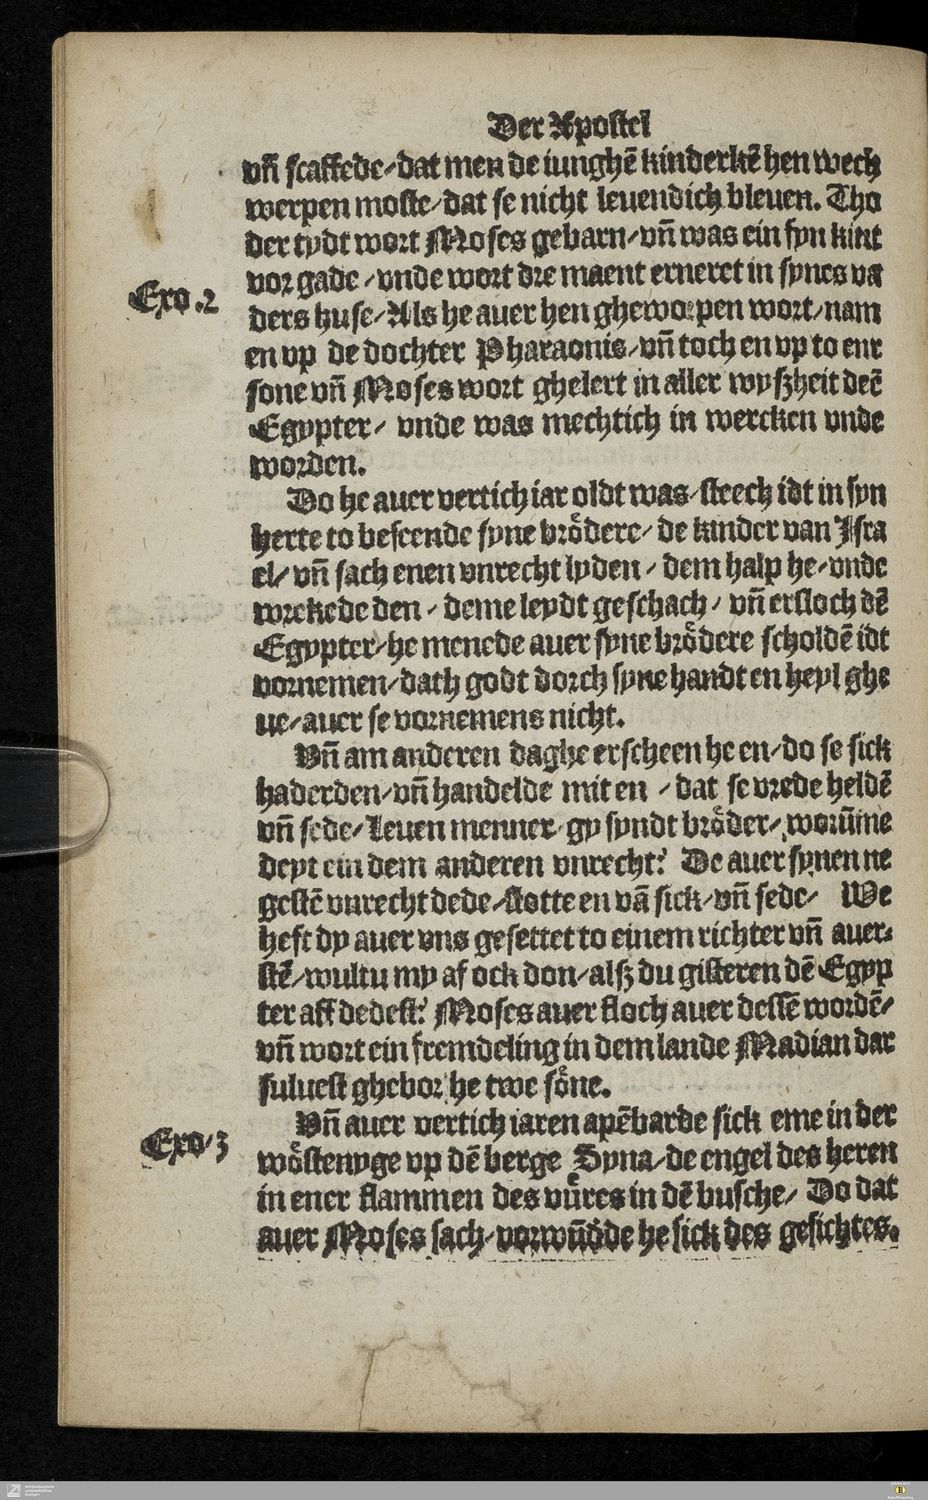 Der Apostel
vn̄ scaffede/dat men de iunghē kinderkē hen wech
werpen moste/dat se nicht leuendich bleuen. Tho
der tydt wort Moses gebarn/vn̄ was ein fyn kint
vor gade/vnde wort dre maent erneret in synes va
Exo.2
ders huse/Als he auer hen gheworpen wort/nam
en vp de dochter Pharaonis/vn̄ toch en vp to enr
sone vn̄ Moses wort ghelert in aller wyszheit deē
Egypter/ vnde was mechtich in wercken vnde
worden.
Do he auer vertich iar oldt was/steech idt in syn
herte to beseende syne brödere/ de kinder van Isra
el/ vn̄ sach enen vnrecht lyden/ dem halp he/vnde
wrekede den/ deme leydt geschach/ vn̄ ersloch dē
Egypter/he menede auer syne brödere scholdē idt
vornemen/dath godt dorch syne handt en heyl ghe
ue/auer se vornemens nicht.
Vn̄ am anderen daghe erscheen he en/do se sick
haderden/vn̄ handelde mit en /dat se vrede heldē
vn̄ sede/Leuen menner gy syndt bröder/worūme
deyt ein dem anderen vnrecht? De auer synen ne
gestē vnrecht dede/stotte en vā sick/vn̄ sede/ We
heft dy auer vns gesettet to einem richter vn̄ auer-
stē/wultu my af ock don/alsz du gisteren dē Egyp
ter aff dedest? Moses auer floch auer dessē wordē/
vn̄ wort ein fremdeling in dem lande Madian dar
suluest ghebor he twe söne.
Vn̄ auer vertich iaren apēbarde sick eme in der
Exo/3
wöstenyge vp dē berge Syna/de engel des heren
in ener flammen des vüres in dē busche/ Do dat
auer Moses sach/vorwūdde he sick des gesichtes.